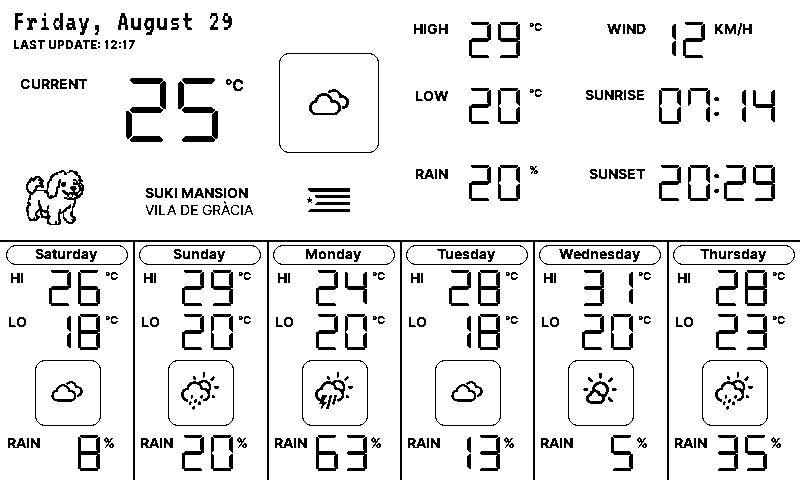 Friday, August 29
LAST UPDATE: 12:17
CURRENT 25 °C
HIGH 29 °C
WIND 12 KM/H
LOW 20 °C
SUNRISE 07:14
RAIN 20 %
SUNSET 20:29
SUKI MANSION
VILA DE GRÀCIA
Saturday
HI 26 °C
LO 18 °C
RAIN 8 %
Sunday
HI 29 °C
LO 20 °C
RAIN 20 %
Monday
HI 24 °C
LO 20 °C
RAIN 63 %
Tuesday
HI 28 °C
LO 18 °C
RAIN 13 %
Wednesday
HI 31 °C
LO 20 °C
RAIN 5 %
Thursday
HI 28 °C
LO 23 °C
RAIN 35 %